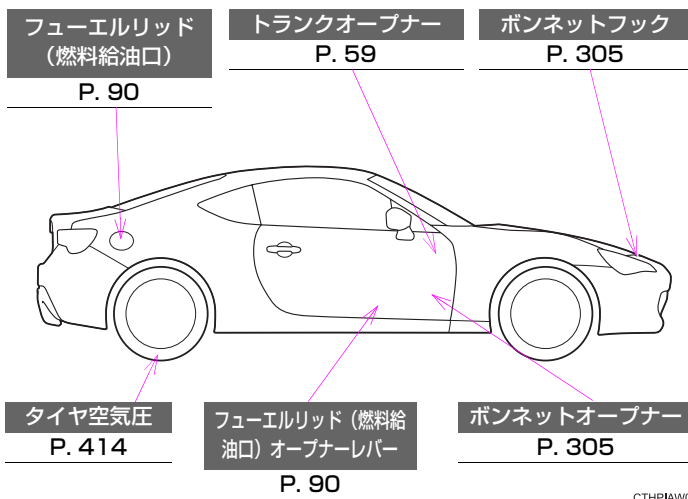 フューエルリッド
（燃料給油口）
P. 90
トランクオープナー
P. 59
ボンネットフック
P. 305
タイヤ空気圧
P. 414
フューエルリッド（燃料給
油口）オープナーレバー
P. 90
ボンネットオープナー
P. 305